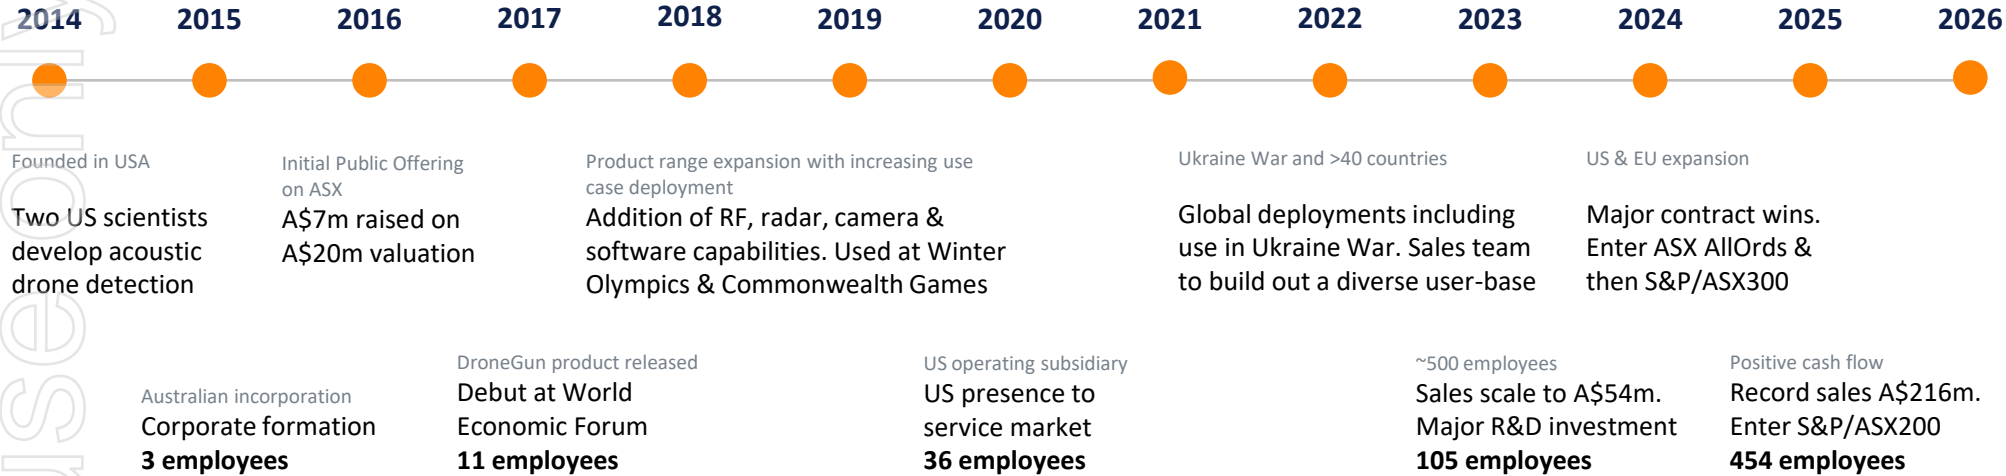 2014 2015 2016 2017 2018 2019 2020 2021 2022 2023 2024 2025 2026
Founded in USA
Two US scientists
develop acoustic
drone detection
Initial Public Offering
on ASX
A$7m raised on
A$20m valuation
Product range expansion with increasing use
case deployment
Addition of RF, radar, camera &
software capabilities. Used at Winter
Olympics & Commonwealth Games
Ukraine War and >40 countries
Global deployments including
use in Ukraine War. Sales team
to build out a diverse user-base
US & EU expansion
Major contract wins.
Enter ASX AllOrds &
then S&P/ASX300
Australian incorporation
Corporate formation
3 employees
DroneGun product released
Debut at World
Economic Forum
11 employees
US operating subsidiary
US presence to
service market
36 employees
~500 employees
Sales scale to A$54m.
Major R&D investment
105 employees
Positive cash flow
Record sales A$216m.
Enter S&P/ASX200
454 employees
use only